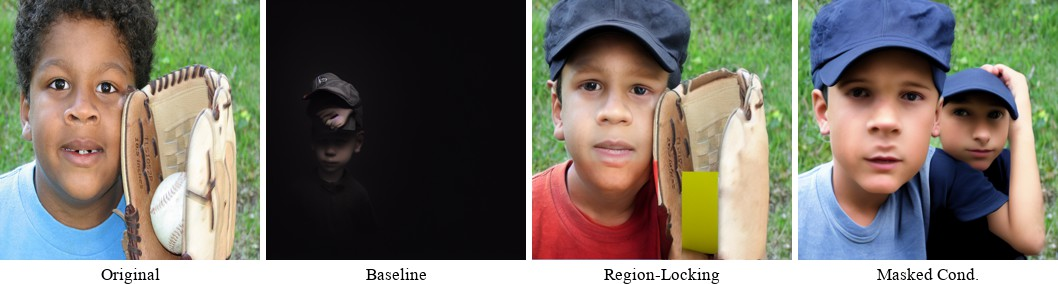 Original
Baseline
Region-Locking
Masked Cond.